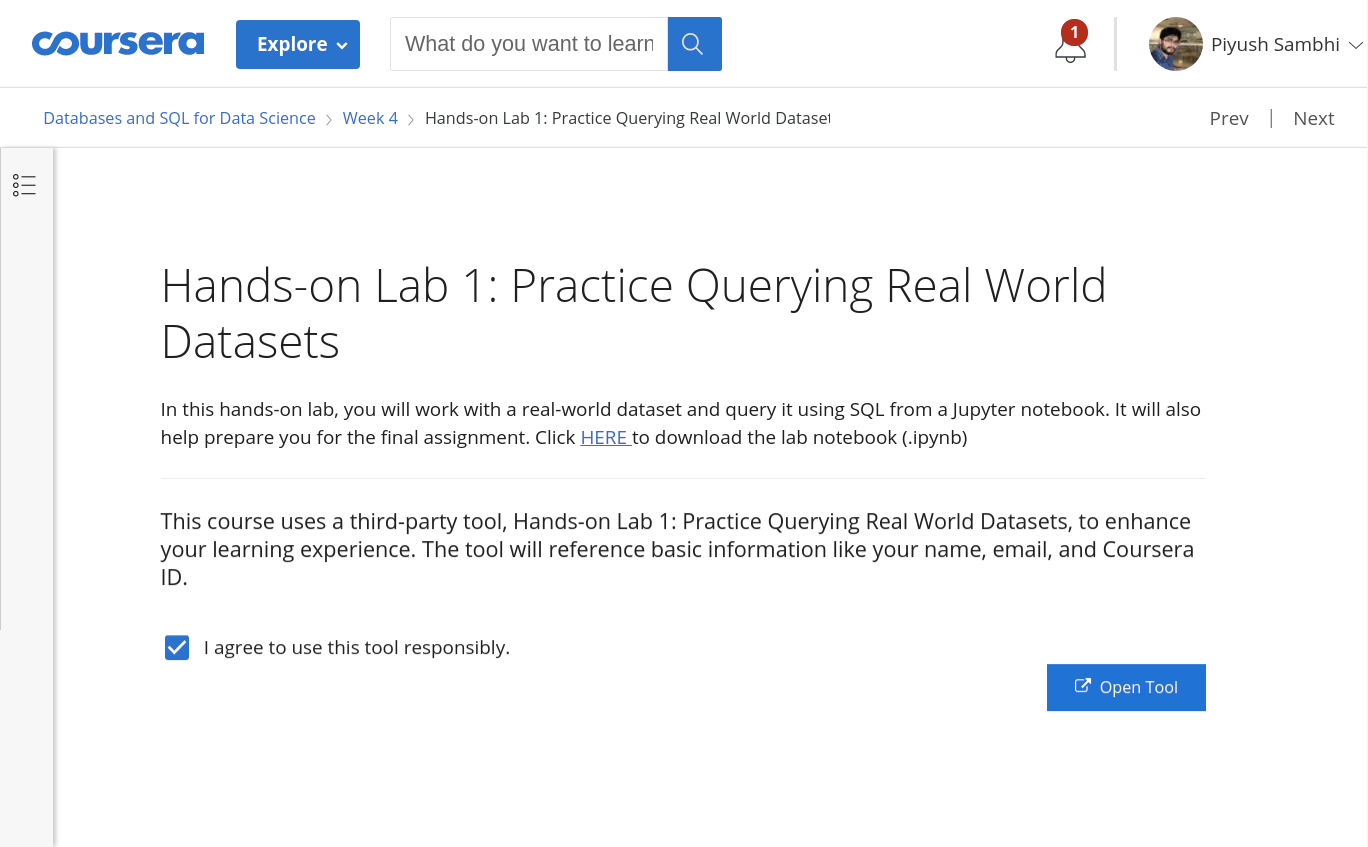 coursera
Explore
What do you want to learn
1
Piyush Sambhi
Databases and SQL for Data Science > Week 4 > Hands-on Lab 1: Practice Querying Real World Dataset
Prev | Next
Hands-on Lab 1: Practice Querying Real World
Datasets
In this hands-on lab, you will work with a real-world dataset and query it using SQL from a Jupyter notebook. It will also
help prepare you for the final assignment. Click HERE to download the lab notebook (.ipynb)
This course uses a third-party tool, Hands-on Lab 1: Practice Querying Real World Datasets, to enhance
your learning experience. The tool will reference basic information like your name, email, and Coursera
ID.
I agree to use this tool responsibly.
Open Tool